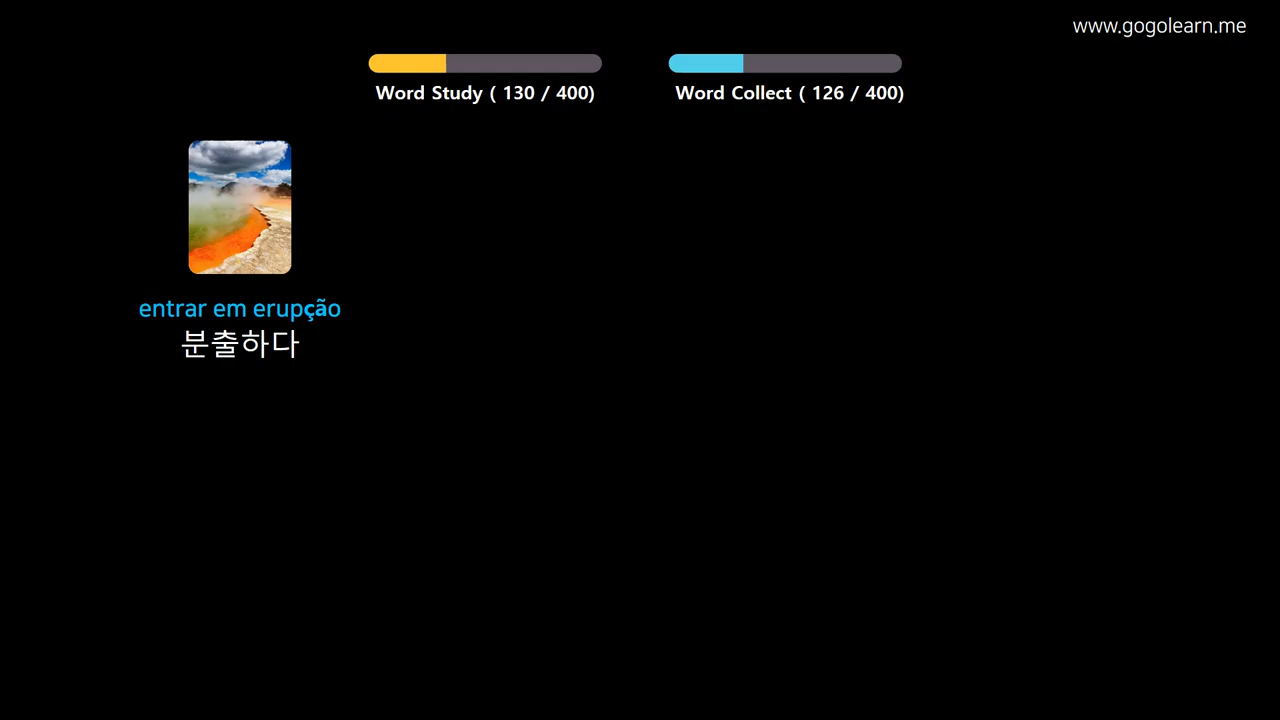 www.gogolearn.me
Word Study ( 130 / 400)
Word Collect ( 126 / 400)
entrar em erupção
분출하다